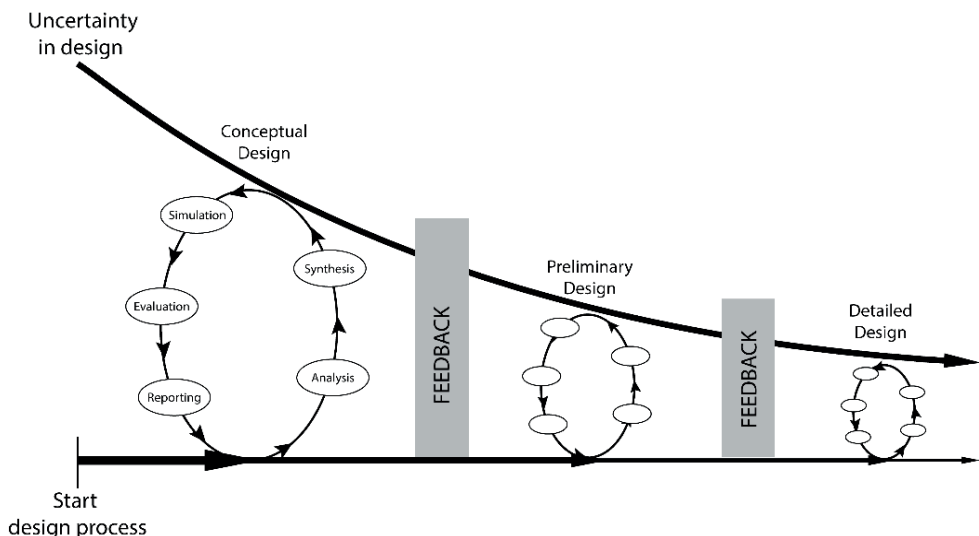 Uncertainty
in design
Conceptual
Design
Simulation
Synthesis
Evaluation
Analysis
Reporting
FEEDBACK
Preliminary
Design
FEEDBACK
Detailed
Design
Start
design process